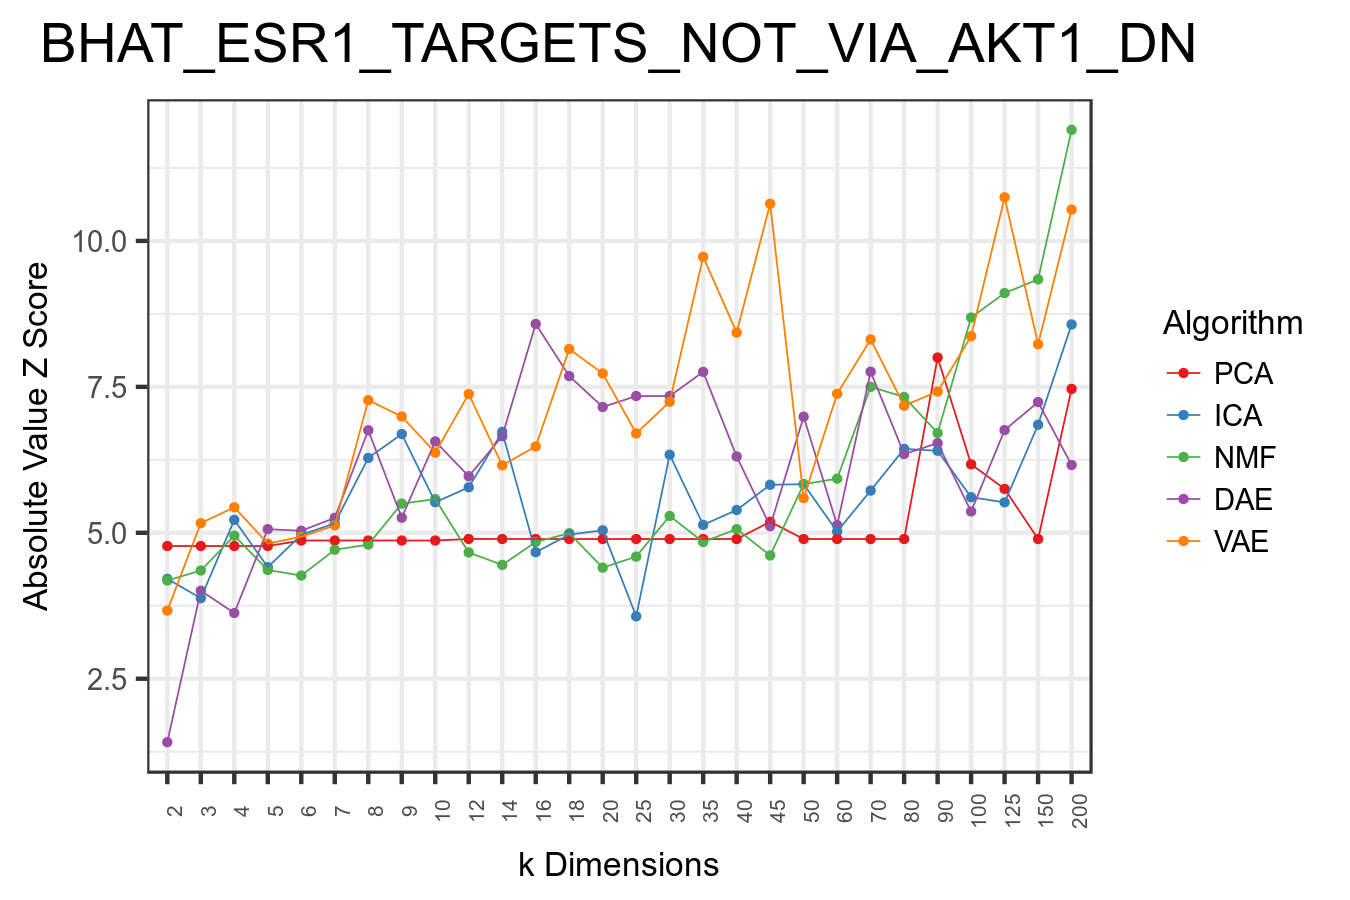 BHAT_ESR1_TARGETS_NOT_VIA_AKT1_DN
Absolute Value Z Score
10.0
7.5
5.0
2.5
2 3 4 5 6 7 8 9 10 12 14 16 18 20 25 30 35 40 45 50 60 70 80 90 100 125 150 200
k Dimensions
Algorithm
PCA
ICA
NMF
DAE
VAE